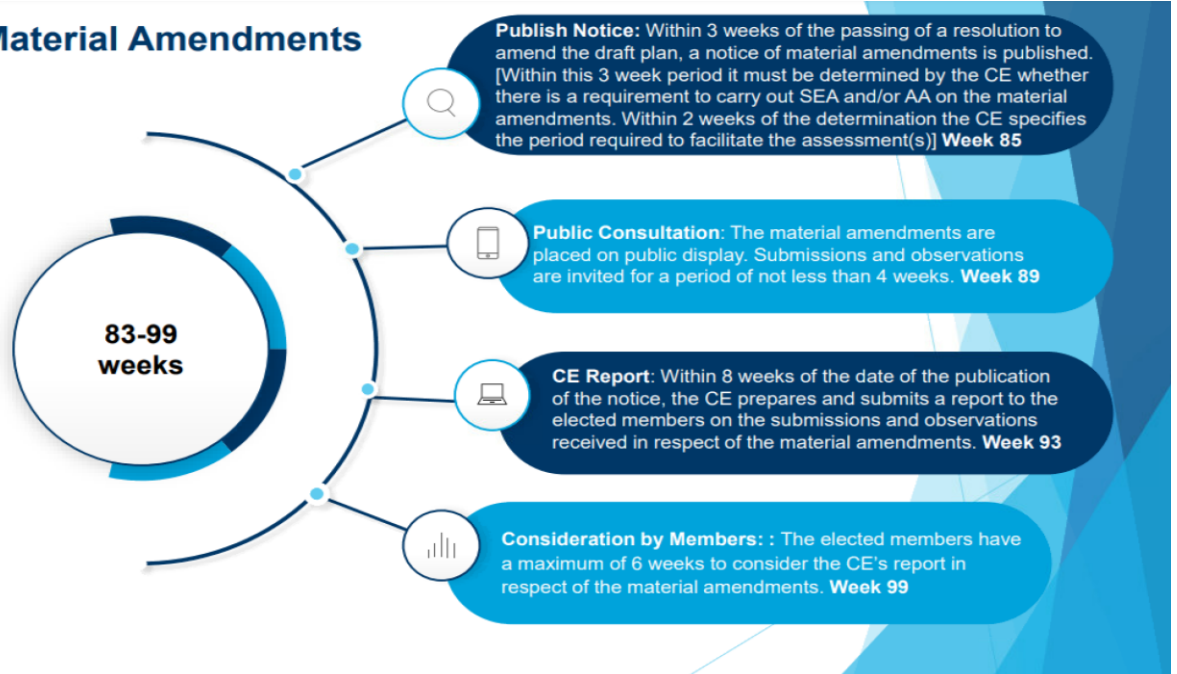 Material Amendments
Publish Notice: Within 3 weeks of the passing of a resolution to
amend the draft plan, a notice of material amendments is published.
[Within this 3 week period it must be determined by the CE whether
there is a requirement to carry out SEA and/or AA on the material
amendments. Within 2 weeks of the determination the CE specifies
the period required to facilitate the assessment(s)] Week 85
Public Consultation: The material amendments are
placed on public display. Submissions and observations
are invited for a period of not less than 4 weeks. Week 89
83-99
weeks
CE Report: Within 8 weeks of the date of the publication
of the notice, the CE prepares and submits a report to the
elected members on the submissions and observations
received in respect of the material amendments. Week 93
Consideration by Members: : The elected members have
a maximum of 6 weeks to consider the CE's report in
respect of the material amendments. Week 99